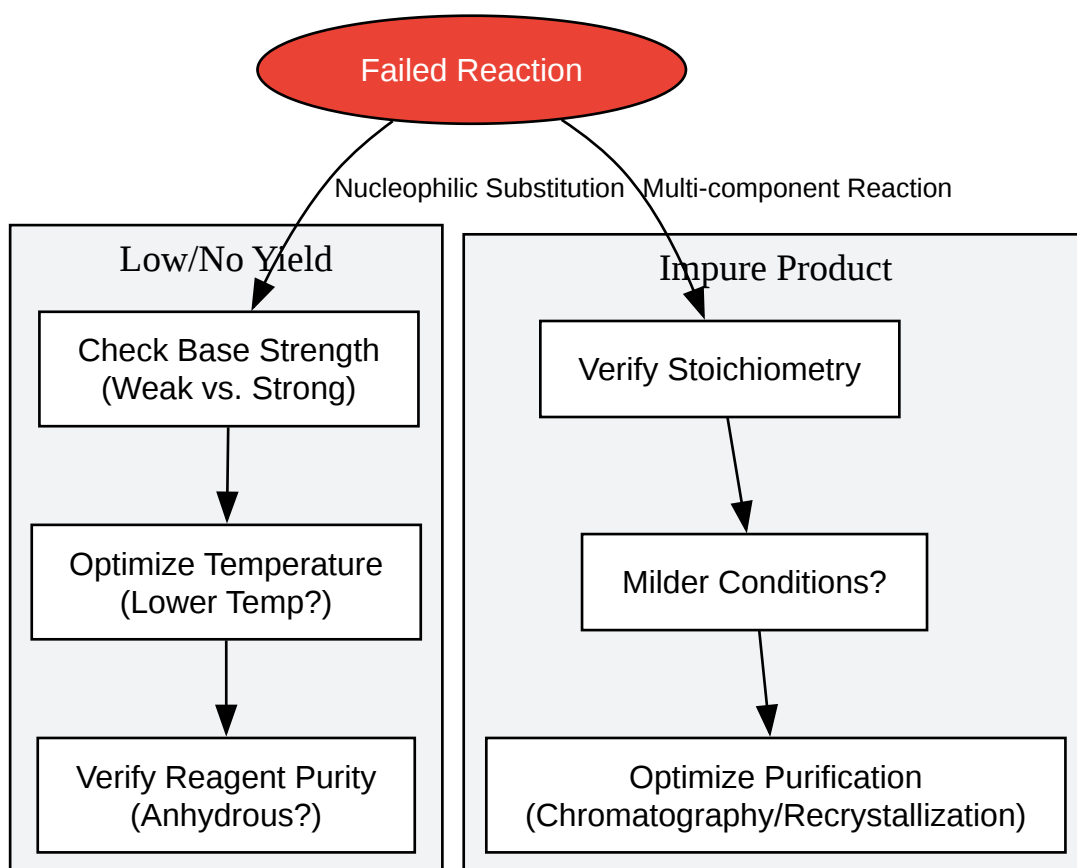 Failed Reaction
Nucleophilic Substitution
Multi-component Reaction
Low/No Yield
Check Base Strength
(Weak vs. Strong)
Optimize Temperature
(Lower Temp?)
Verify Reagent Purity
(Anhydrous?)
Impure Product
Verify Stoichiometry
Milder Conditions?
Optimize Purification
(Chromatography/Recrystallization)